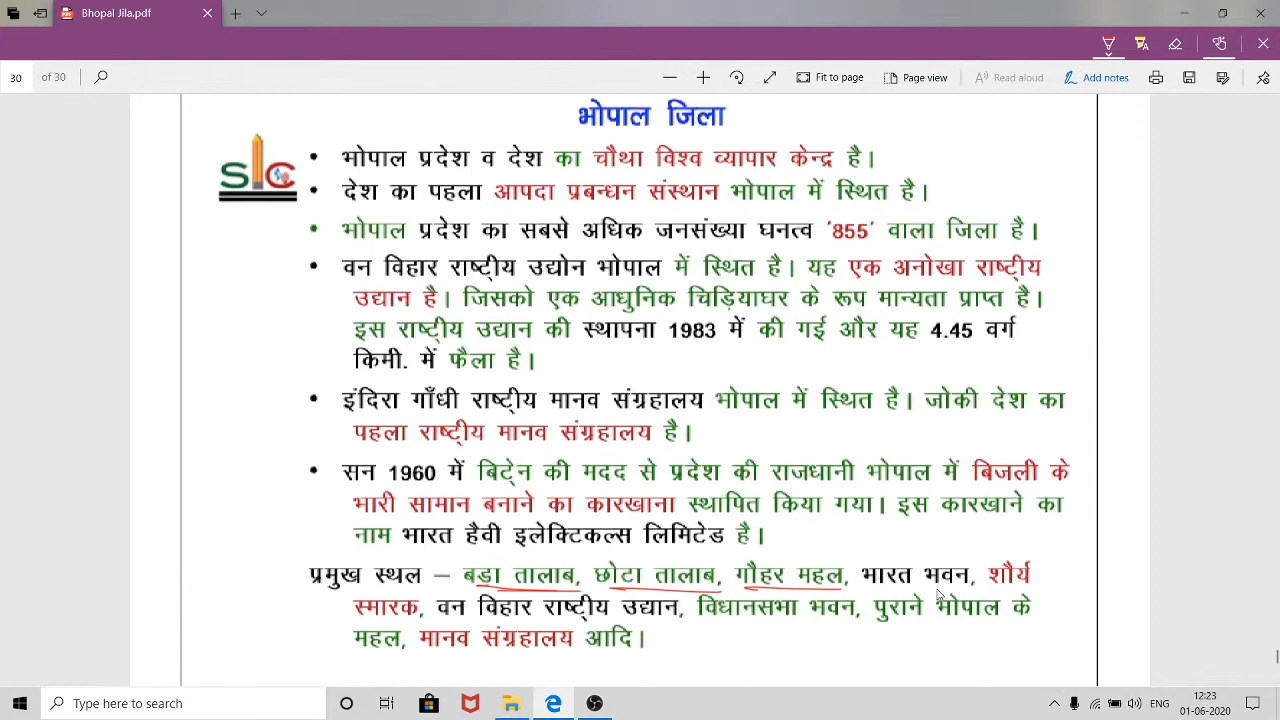 Bhopal Jila.pdf
30 of 30 Fit to page Page view Read aloud Add notes
भोपाल जिला
SIC
• भोपाल प्रदेश व देश का चौथा विश्व व्यापार केन्द्र है।
• देश का पहला आपदा प्रबन्धन संस्थान भोपाल में स्थित है।
• भोपाल प्रदेश का सबसे अधिक जनसंख्या घनत्व '855' वाला जिला है।
• वन विहार राष्ट्रीय उद्योन भोपाल में स्थित है। यह एक अनोखा राष्ट्रीय
उद्यान है। जिसको एक आधुनिक चिड़ियाघर के रूप मान्यता प्राप्त है।
इस राष्ट्रीय उद्यान की स्थापना 1983 में की गई और यह 4.45 वर्ग
किमी. में फैला है।
• इंदिरा गाँधी राष्ट्रीय मानव संग्रहालय भोपाल में स्थित है। जोकी देश का
पहला राष्ट्रीय मानव संग्रहालय है।
• सन 1960 में ब्रिटेन की मदद से प्रदेश की राजधानी भोपाल में बिजली के
भारी सामान बनाने का कारखाना स्थापित किया गया। इस कारखाने का
नाम भारत हैवी इलेक्टिकल्स लिमिटेड है।
प्रमुख स्थल – बडा तालाब, छोटा तालाब, गौहर महल, भारत भवन, शौर्य
स्मारक, वन विहार राष्ट्रीय उद्यान, विधानसभा भवन, पुराने भोपाल के
महल, मानव संग्रहालय आदि।
Type here to search ENG 12:23
01-06-2020